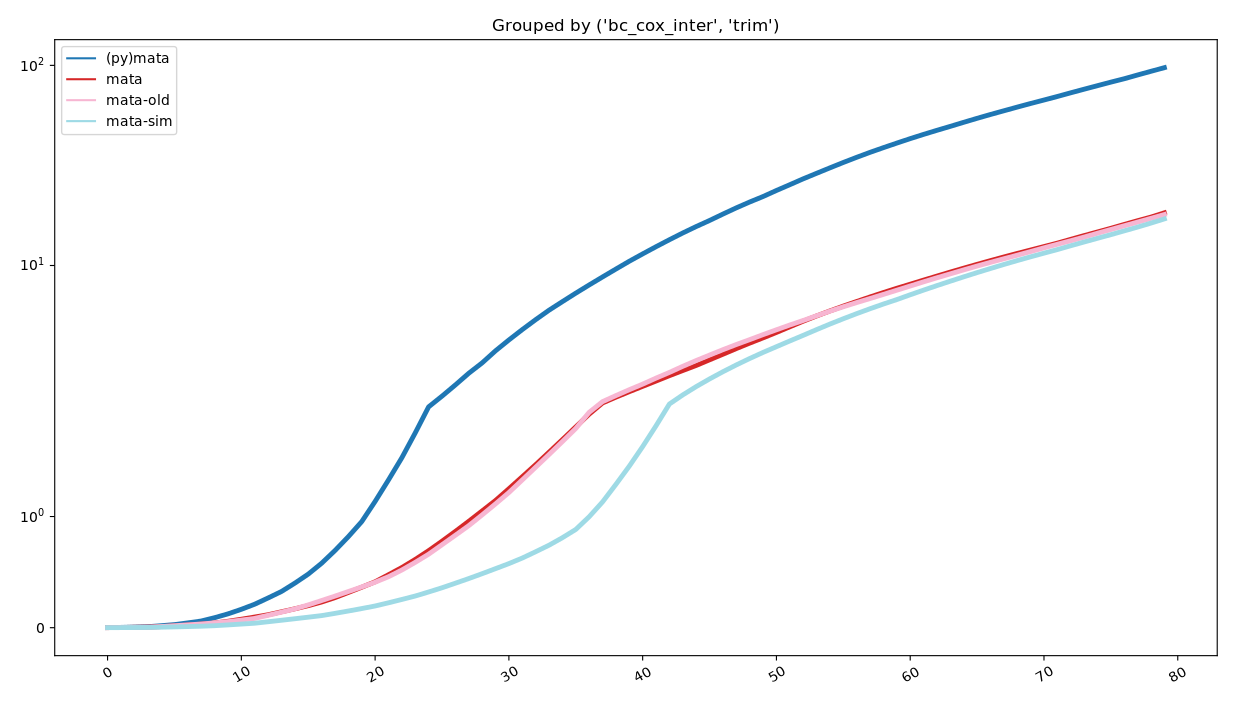 Grouped by ('bc_cox_inter', 'trim')
(py)mata
mata
mata-old
mata-sim
10²
10¹
10⁰
0
0 10 20 30 40 50 60 70 80